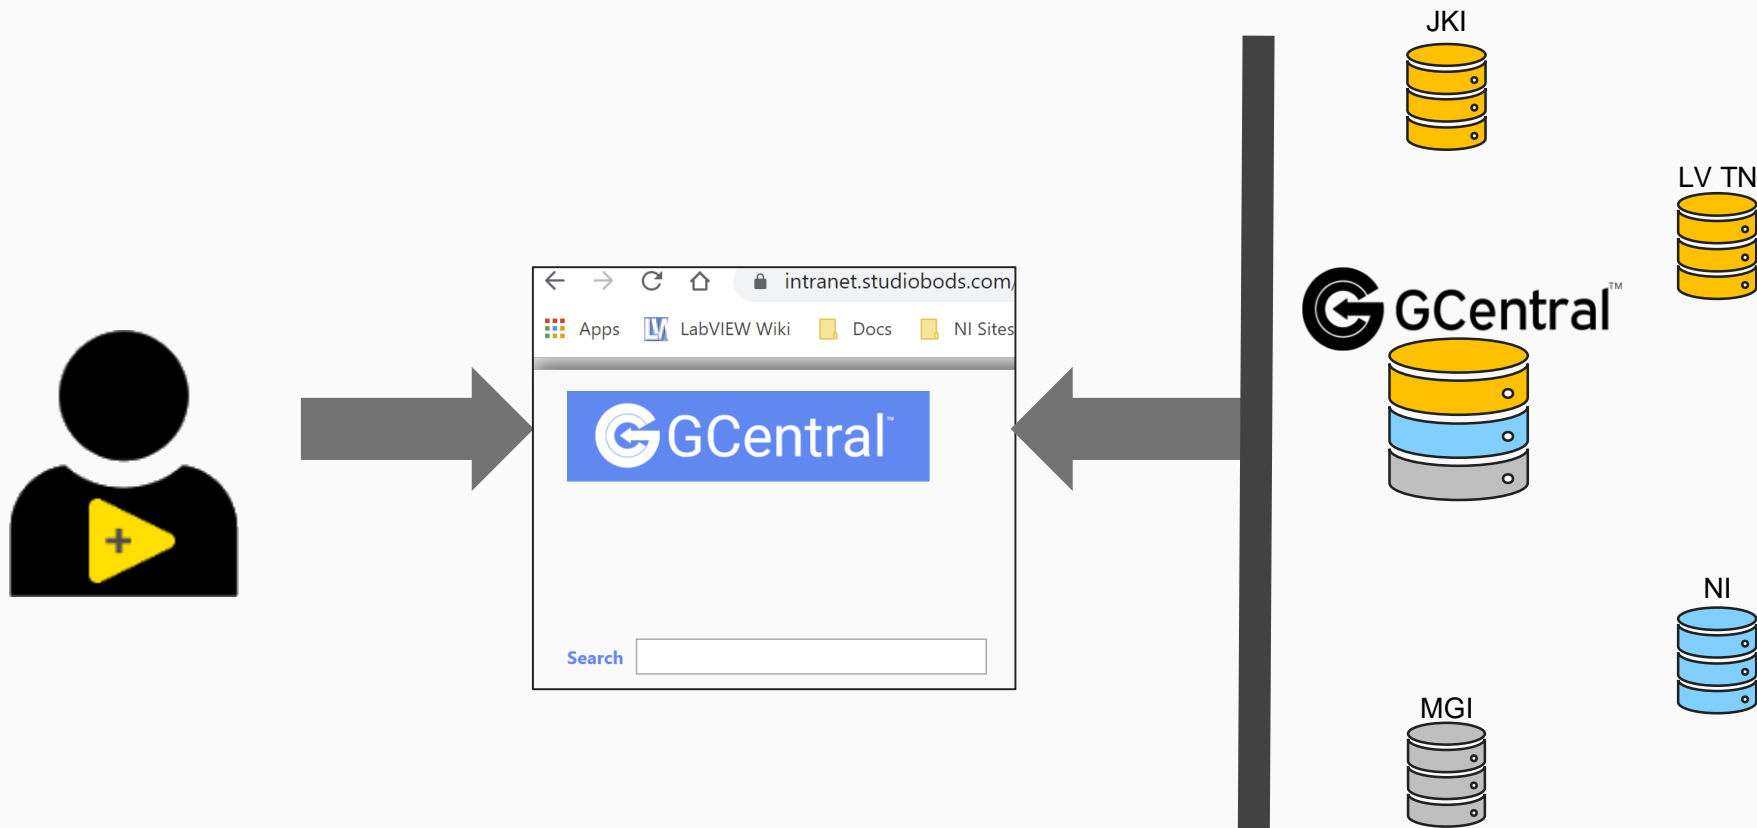 JKI
LV TN
intranet.studiobods.com/
Apps LabVIEW Wiki Docs NI Sites
GCentral™
GCentral™
Search
NI
MGI